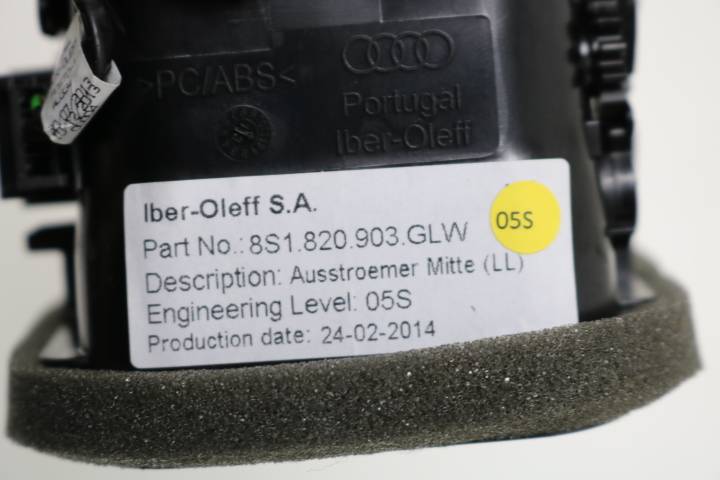 >PC/ABS<
Portugal
Iber-Oleff
Iber-Oleff S.A.
Part No.: 8S1.820.903.GLW
05S
Description: Ausstroemer Mitte (LL)
Engineering Level: 05S
Production date: 24-02-2014